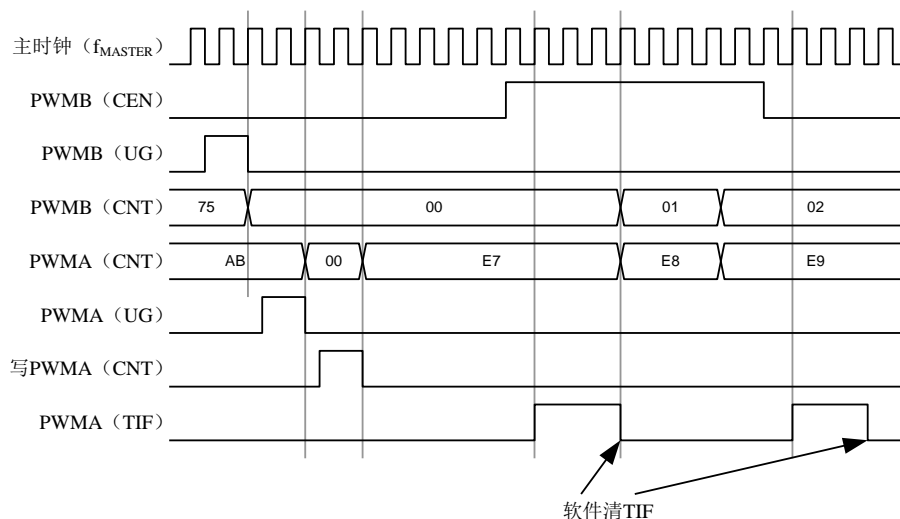 主时钟（fMASTER）
PWMB（CEN）
PWMB（UG）
PWMB（CNT） 75 00 01 02
PWMA（CNT） AB 00 E7 E8 E9
PWMA（UG）
写PWMA（CNT）
PWMA（TIF）
软件清TIF